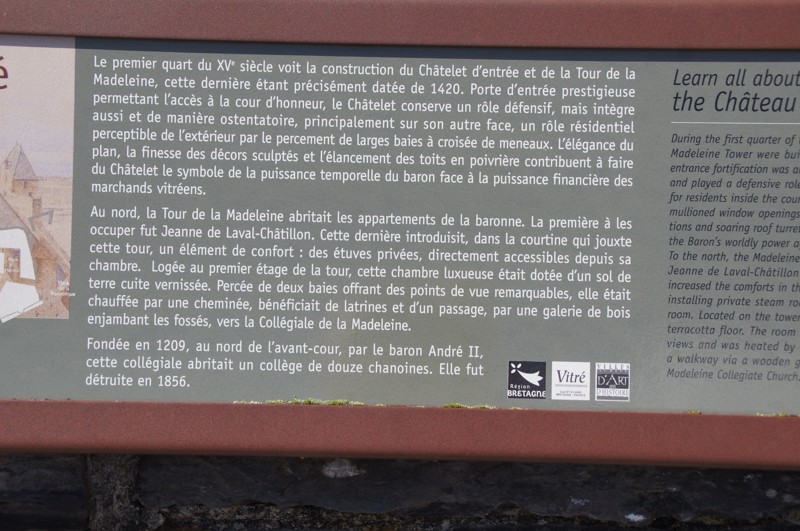 é
Le premier quart du XVe siècle voit la construction du Châtelet d'entrée et de la Tour de la
Madeleine, cette dernière étant précisément datée de 1420. Porte d'entrée prestigieuse
permettant l'accès à la cour d'honneur, le Châtelet conserve un rôle défensif, mais intègre
aussi et de manière ostentatoire, principalement sur son autre face, un rôle résidentiel
perceptible de l'extérieur par le percement de larges baies à croisée de meneaux. L'élégance du
plan, la finesse des décors sculptés et l'élancement des toits en poivrière contribuent à faire
du Châtelet le symbole de la puissance temporelle du baron face à la puissance financière des
marchands vitréens.
Au nord, la Tour de la Madeleine abritait les appartements de la baronne. La première à les
occuper fut Jeanne de Laval-Châtillon. Cette dernière introduisit, dans la courtine qui jouxte
cette tour, un élément de confort : des étuves privées, directement accessibles depuis sa
chambre. Logée au premier étage de la tour, cette chambre luxueuse était dotée d'un sol de
terre cuite vernissée. Percée de deux baies offrant des points de vue remarquables, elle était
chauffée par une cheminée, bénéficiait de latrines et d'un passage, par une galerie de bois
enjambant les fossés, vers la Collégiale de la Madeleine.
Fondée en 1209, au nord de l'avant-cour, par le baron André II,
cette collégiale abritait un collège de douze chanoines. Elle fut
détruite en 1856.
Région
BRETAGNE
Vitré
VILLES
D'ART
D'HISTOIRE
Learn all about
the Château
During the first quarter of
Madeleine Tower were but
entrance fortification was
and played a defensive role
for residents inside the cour
mullioned window openings
tions and soaring roof turret
the Baron's worldly power a
To the north, the Madeleine
Jeanne de Laval-Châtillon
increased the comforts in th
installing private steam ro
room. Located on the tower
terracotta floor. The room
views and was heated by
a walkway via a wooden g
Madeleine Collegiate Church